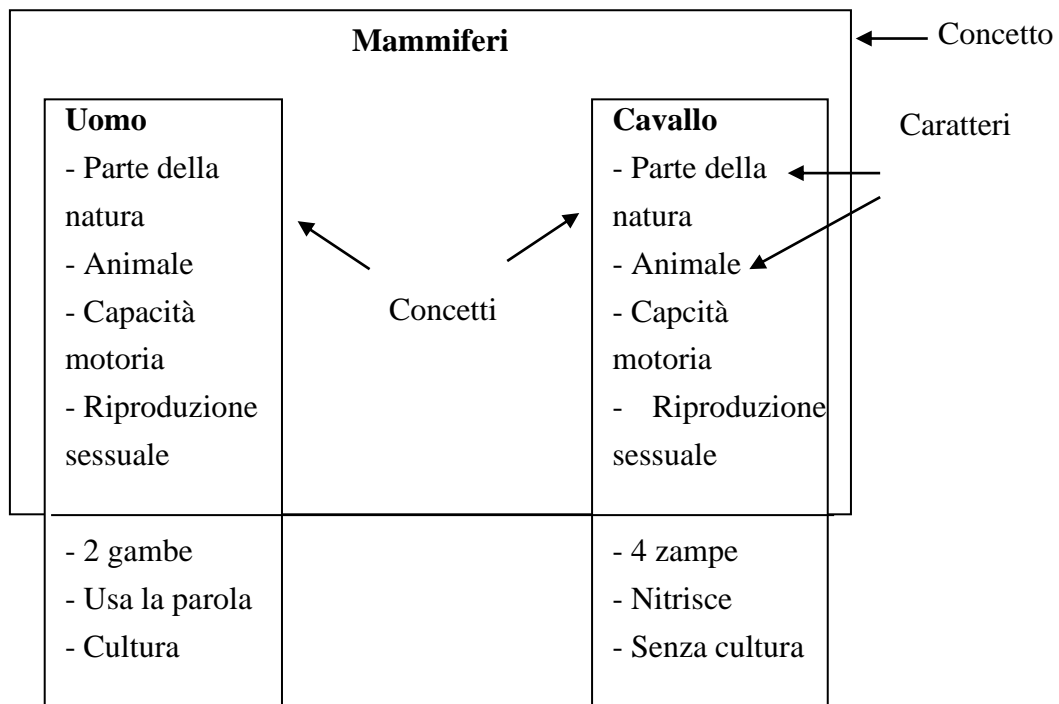 Mammiferi
Concetto
Caratteri
Uomo
- Parte della
natura
- Animale
- Capacità
motoria
- Riproduzione
sessuale
- 2 gambe
- Usa la parola
- Cultura
Concetti
Cavallo
- Parte della
natura
- Animale
- Capcità
motoria
- Riproduzione
sessuale
- 4 zampe
- Nitrisce
- Senza cultura